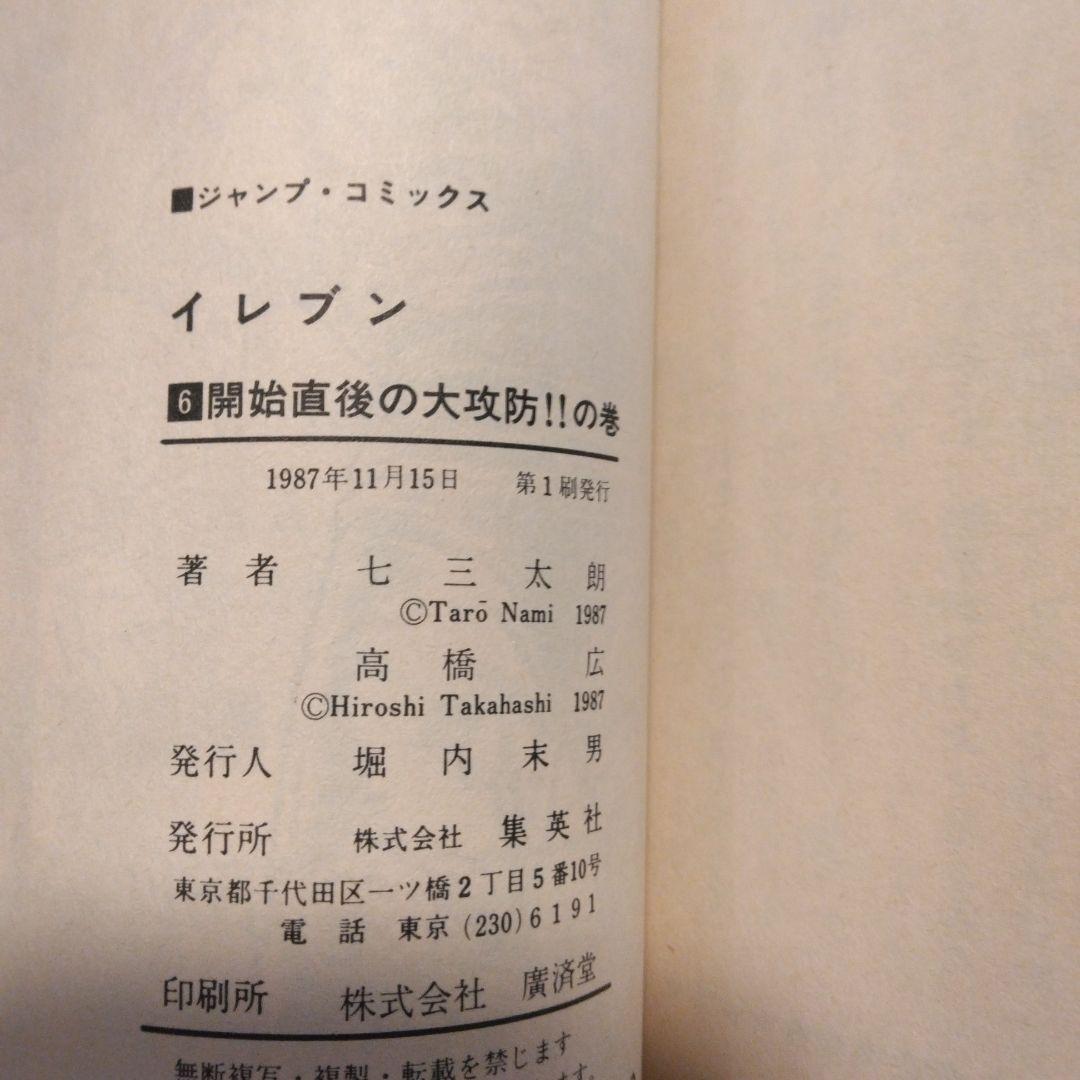 ■ジャンプ・コミックス
イレブン
6開始直後の大攻防!!の巻
1987年11月15日 第1刷発行
著者 七三太朗
©Tarō Nami 1987
高橋広
©Hiroshi Takahashi 1987
発行人 堀内末男
発行所 株式会社 集英社
東京都千代田区一ツ橋2丁目5番10号
電話 東京(230)6191
印刷所 株式会社 廣済堂
無断複写・複製・転載を禁じます
す。